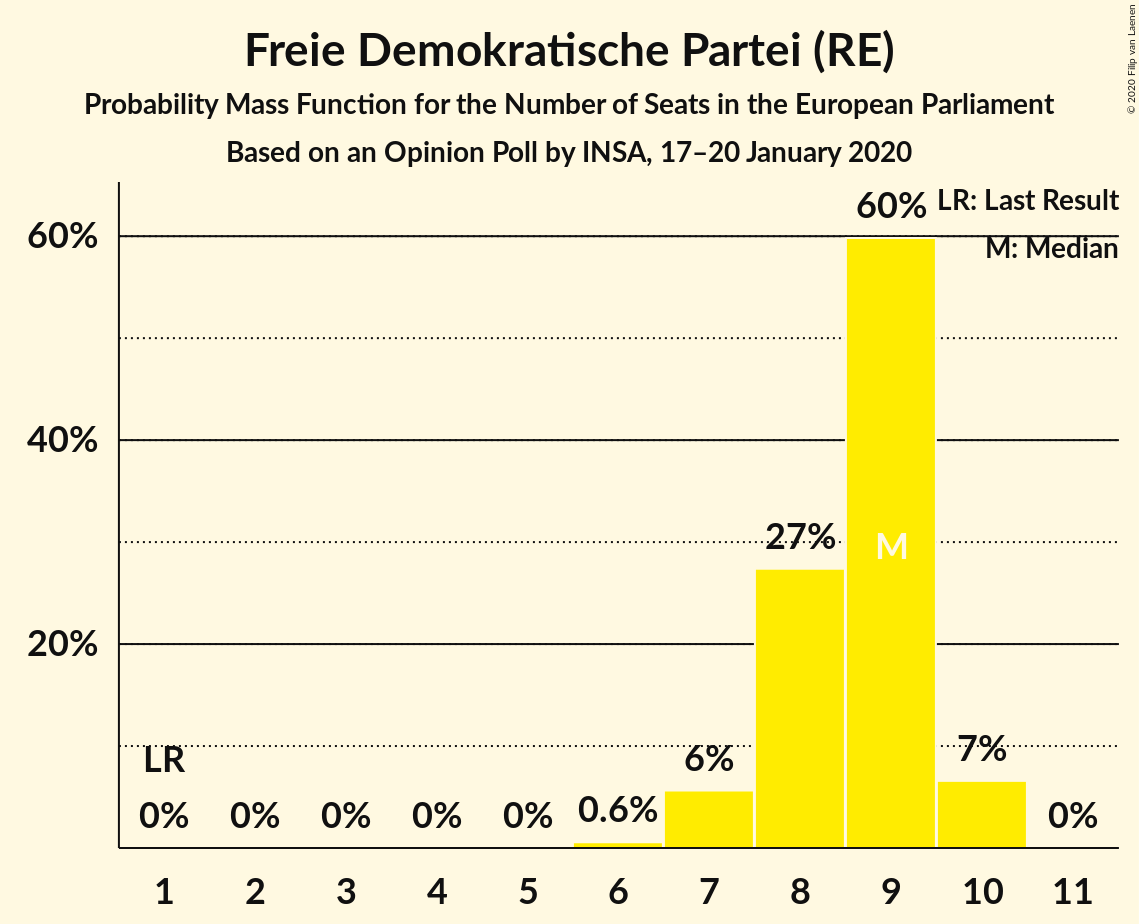 Freie Demokratische Partei (RE)
Probability Mass Function for the Number of Seats in the European Parliament
Based on an Opinion Poll by INSA, 17–20 January 2020
© 2020 Filip van Laenen
LR: Last Result
M: Median
60%
40%
20%
LR
0%
0%
0%
0%
0%
0.6%
6%
27%
60%
M
7%
0%
1 2 3 4 5 6 7 8 9 10 11